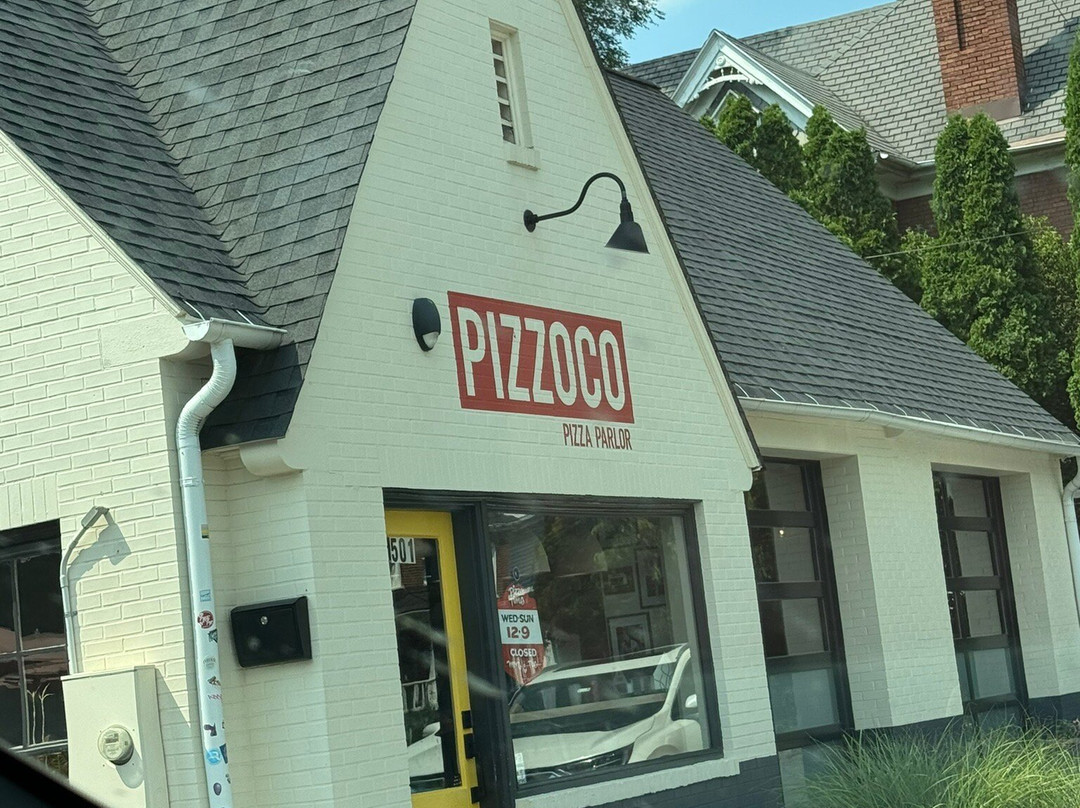 PIZZOCO
PIZZA PARLOR
501
WED-SUN
12-9
CLOSED